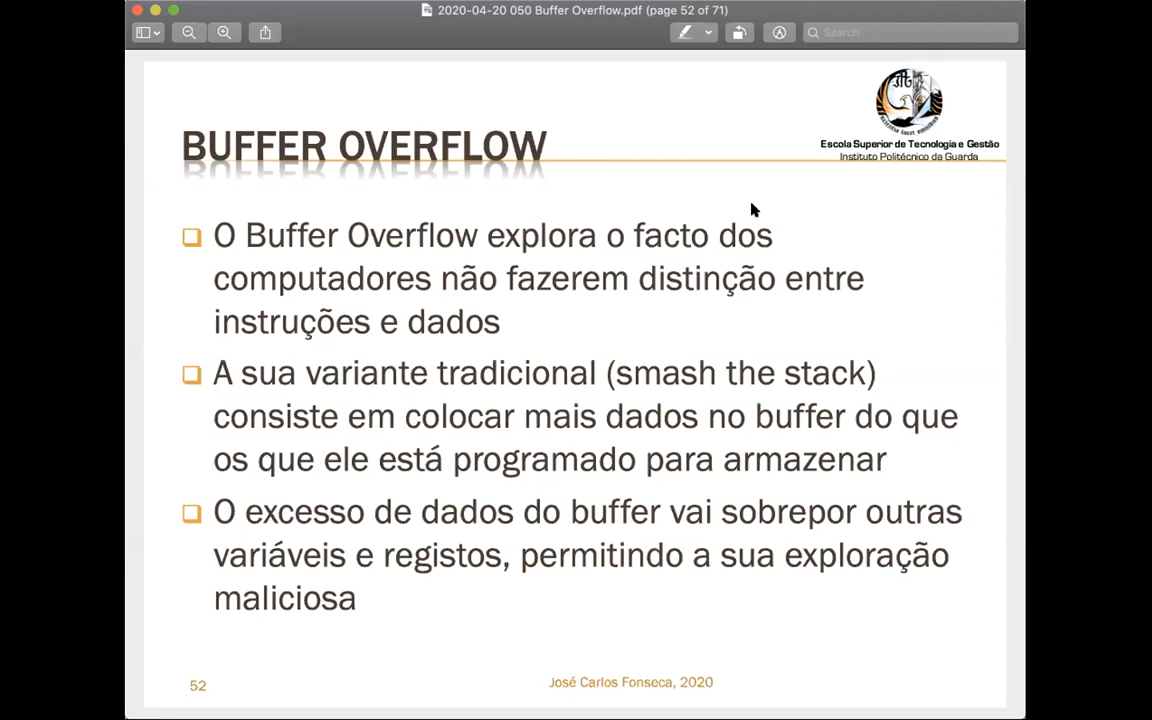 2020-04-20 050 Buffer Overflow.pdf (page 52 of 71)
Search
Escola Superior de Tecnologia e Gestão
Instituto Politécnico da Guarda
BUFFER OVERFLOW
O Buffer Overflow explora o facto dos
computadores não fazerem distinção entre
instruções e dados
A sua variante tradicional (smash the stack)
consiste em colocar mais dados no buffer do que
os que ele está programado para armazenar
O excesso de dados do buffer vai sobrepor outras
variáveis e registos, permitindo a sua exploração
maliciosa
52
José Carlos Fonseca, 2020